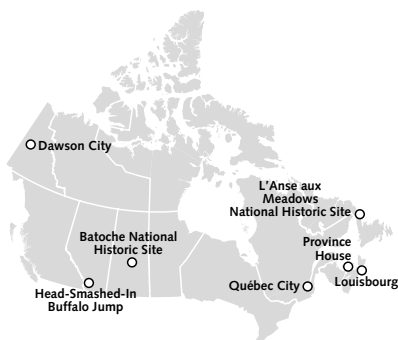 Dawson City
L'Anse aux
Meadows
National Historic Site
Batoche National
Historic Site
Province
House
Québec City
Louisbourg
Head-Smashed-In
Buffalo Jump